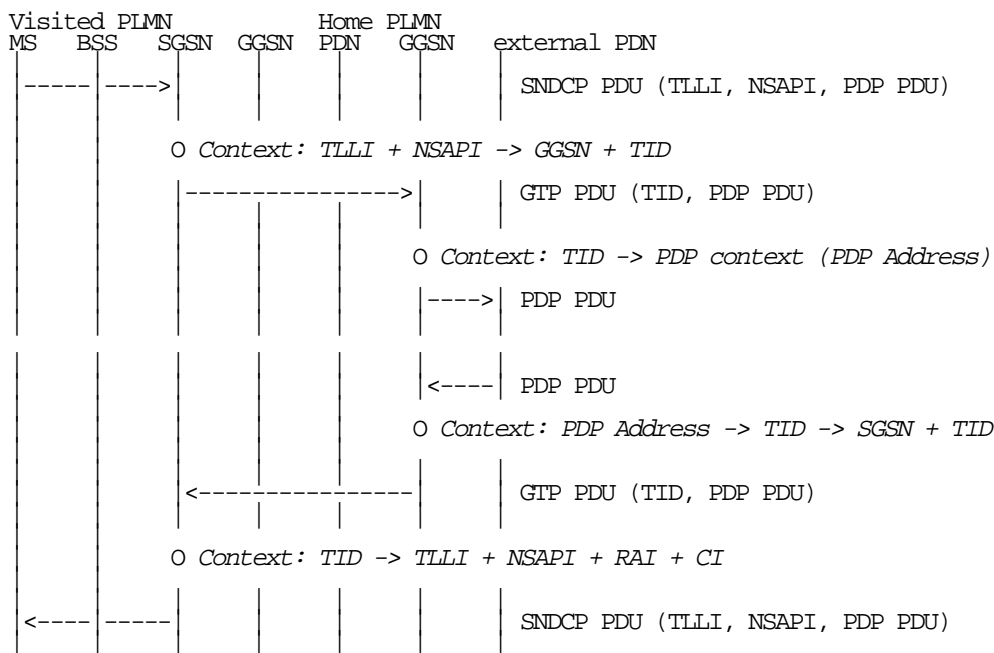 Visited PLMN Home PLMN
MS BSS SGSN GGSN PDN GGSN external PDN
SNDCP PDU (TLLI, NSAPI, PDP PDU)
O Context: TLLI + NSAPI -> GGSN + TID
GTP PDU (TID, PDP PDU)
O Context: TID -> PDP context (PDP Address)
PDP PDU
PDP PDU
O Context: PDP Address -> TID -> SGSN + TID
GTP PDU (TID, PDP PDU)
O Context: TID -> TLLI + NSAPI + RAI + CI
SNDCP PDU (TLLI, NSAPI, PDP PDU)